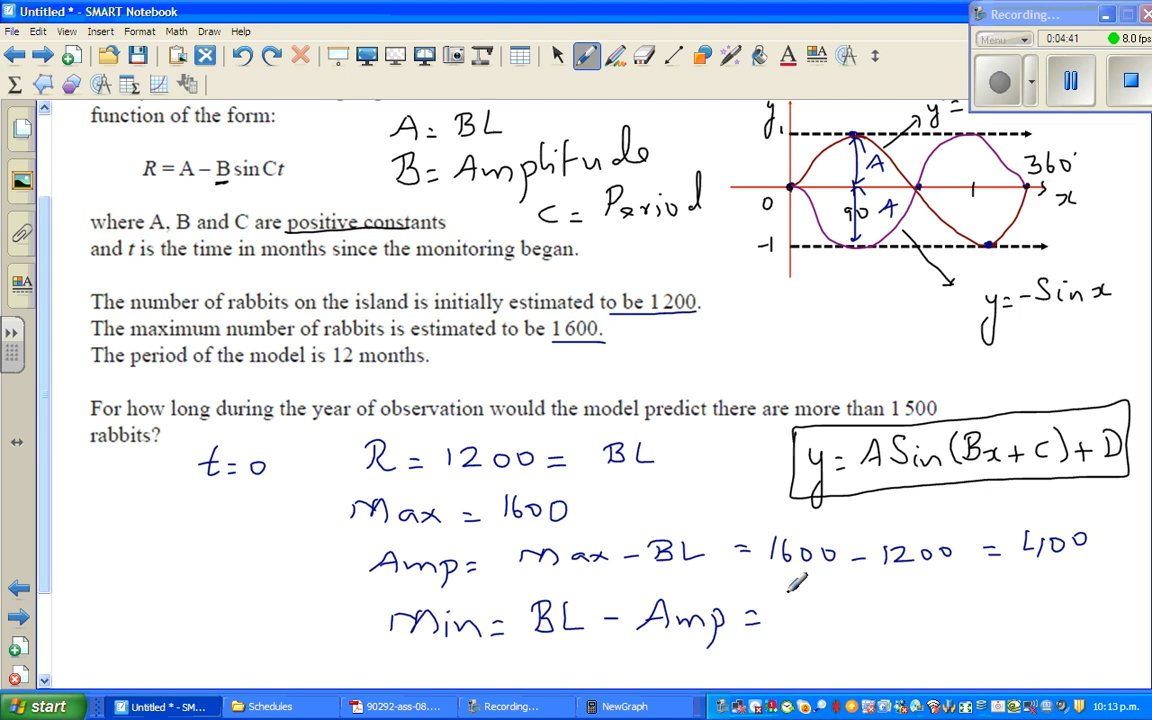 Untitled * - SMART Notebook
Recording...
File Edit View Insert Format Math Draw Help
Menu
0:04:41
8.0 fps
function of the form:
A = BL
y =
y
1
R = A – B sin Ct
B = Amplitude
A
360°
where A, B and C are positive constants
C = Period
0
90
A
x
and t is the time in months since the monitoring began.
-1
The number of rabbits on the island is initially estimated to be 1 200.
y = -Sin x
The maximum number of rabbits is estimated to be 1 600.
The period of the model is 12 months.
For how long during the year of observation would the model predict there are more than 1 500
rabbits?
t = 0 R = 1200 = BL
y = A Sin (Bx + C) + D
Max = 1600
Amp = Max - BL = 1600 - 1200 = 400
Min = BL - Amp =
start
Untitled * - SM...
Schedules
90292-ass-08....
Recording...
NewGraph
10:13 p.m.